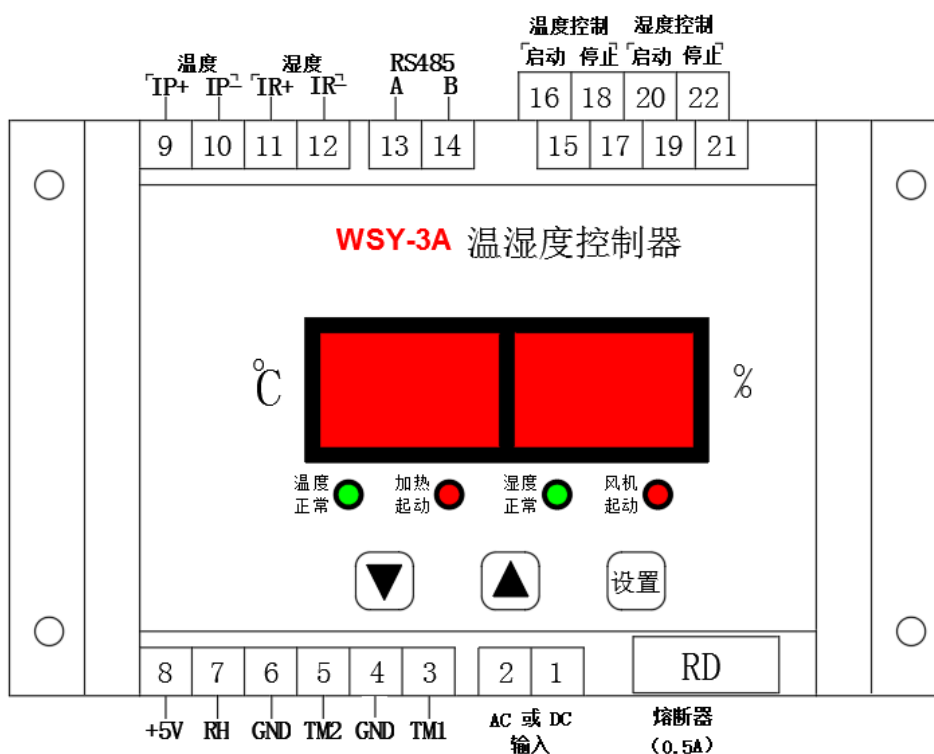 温度控制 湿度控制
温度 湿度 RS485 启动 停止 启动 停止
IP+ IP- IR+ IR- A B
16 18 20 22
9 10 11 12 13 14 15 17 19 21
WSY-3A 温湿度控制器
℃ %
温度正常 加热起动 湿度正常 风机起动
▼ ▲ 设置
8 7 6 5 4 3 2 1 RD
+5V RH GND TM2 GND TM1 AC 或 DC 熔断器
输入 (0.5A)